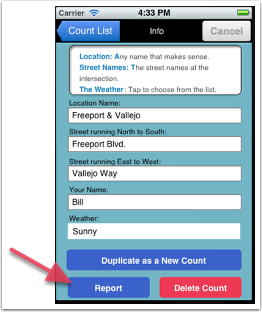 Carrier 4:33 PM
Count List Info Cancel
Location: Any name that makes sense.
Street Names: The street names at the
intersection.
The Weather: Tap to choose from the list.
Location Name:
Freeport & Vallejo
Street running North to South:
Freeport Blvd.
Street running East to West:
Vallejo Way
Your Name:
Bill
Weather:
Sunny
Duplicate as a New Count
Report Delete Count